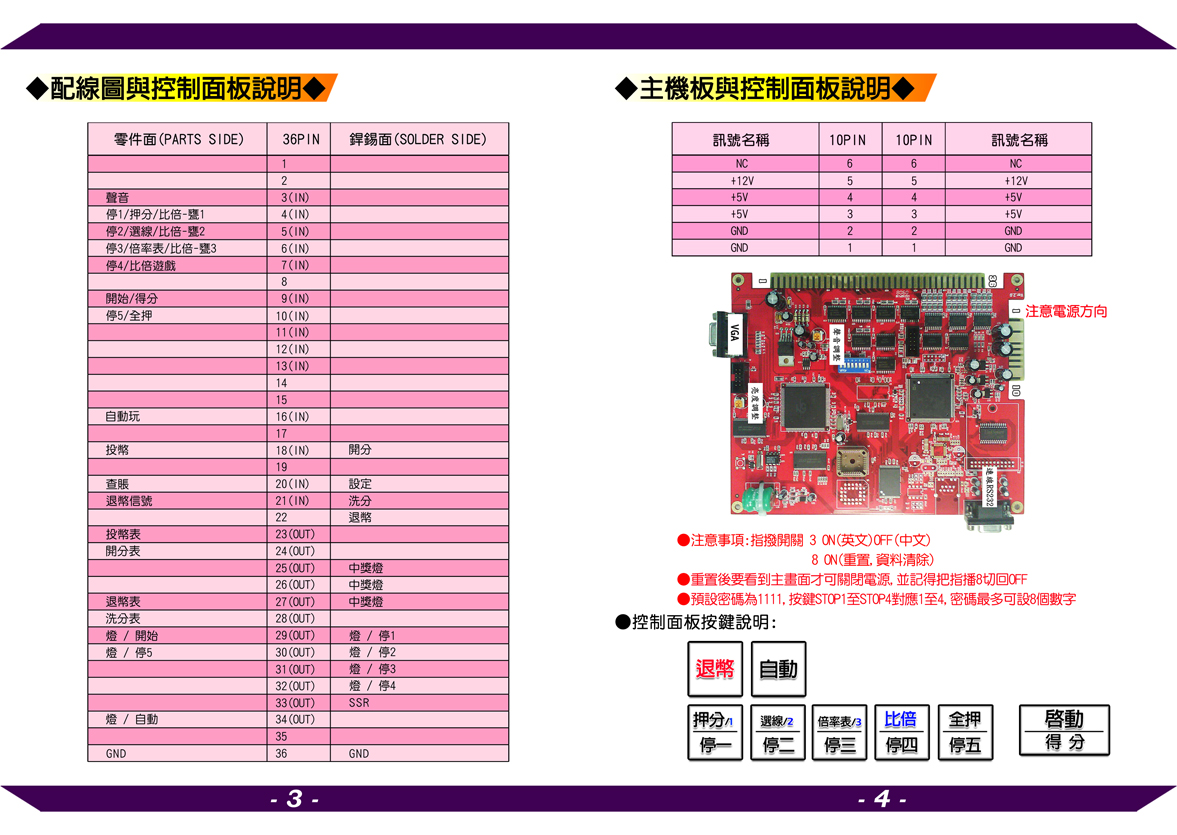 ◆配線圖與控制面板說明◆
零件面(PARTS SIDE) 36PIN 銲錫面(SOLDER SIDE)
1
2
聲音 3(IN)
停1/押分/比倍-甕1 4(IN)
停2/選線/比倍-甕2 5(IN)
停3/倍率表/比倍-甕3 6(IN)
停4/比倍遊戲 7(IN)
8
開始/得分 9(IN)
停5/全押 10(IN)
11(IN)
12(IN)
13(IN)
14
15
自動玩 16(IN)
17
投幣 18(IN) 開分
19
查賬 20(IN) 設定
退幣信號 21(IN) 洗分
22 退幣
投幣表 23(OUT)
開分表 24(OUT)
25(OUT) 中獎燈
26(OUT) 中獎燈
退幣表 27(OUT) 中獎燈
洗分表 28(OUT)
燈 / 開始 29(OUT) 燈 / 停1
燈 / 停5 30(OUT) 燈 / 停2
31(OUT) 燈 / 停3
32(OUT) 燈 / 停4
33(OUT) SSR
燈 / 自動 34(OUT)
35
GND 36 GND
- 3 -
◆主機板與控制面板說明◆
訊號名稱 10PIN 10PIN 訊號名稱
NC 6 6 NC
+12V 5 5 +12V
+5V 4 4 +5V
+5V 3 3 +5V
GND 2 2 GND
GND 1 1 GND
注意電源方向
VGA
聲音調整
亮度調整
連線RS232
●注意事項:指撥開關 3 ON(英文)OFF(中文)
8 ON(重置,資料清除)
●重置後要看到主畫面才可關閉電源,並記得把指播8切回OFF
●預設密碼為1111,按鍵STOP1至STOP4對應1至4,密碼最多可設8個數字
●控制面板按鍵說明:
退幣 自動
押分/1 選線/2 倍率表/3 比倍 全押 啓動
停一 停二 停三 停四 停五 得 分
- 4 -